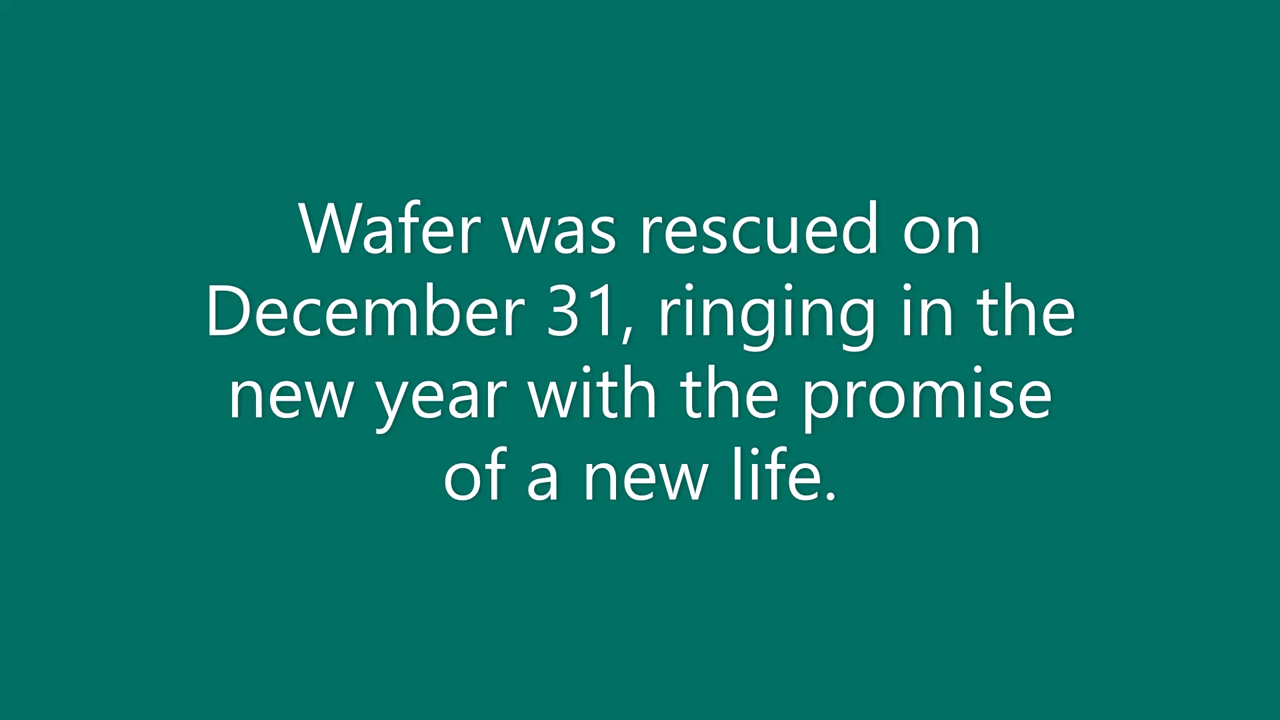 Wafer was rescued on
December 31, ringing in the
new year with the promise
of a new life.